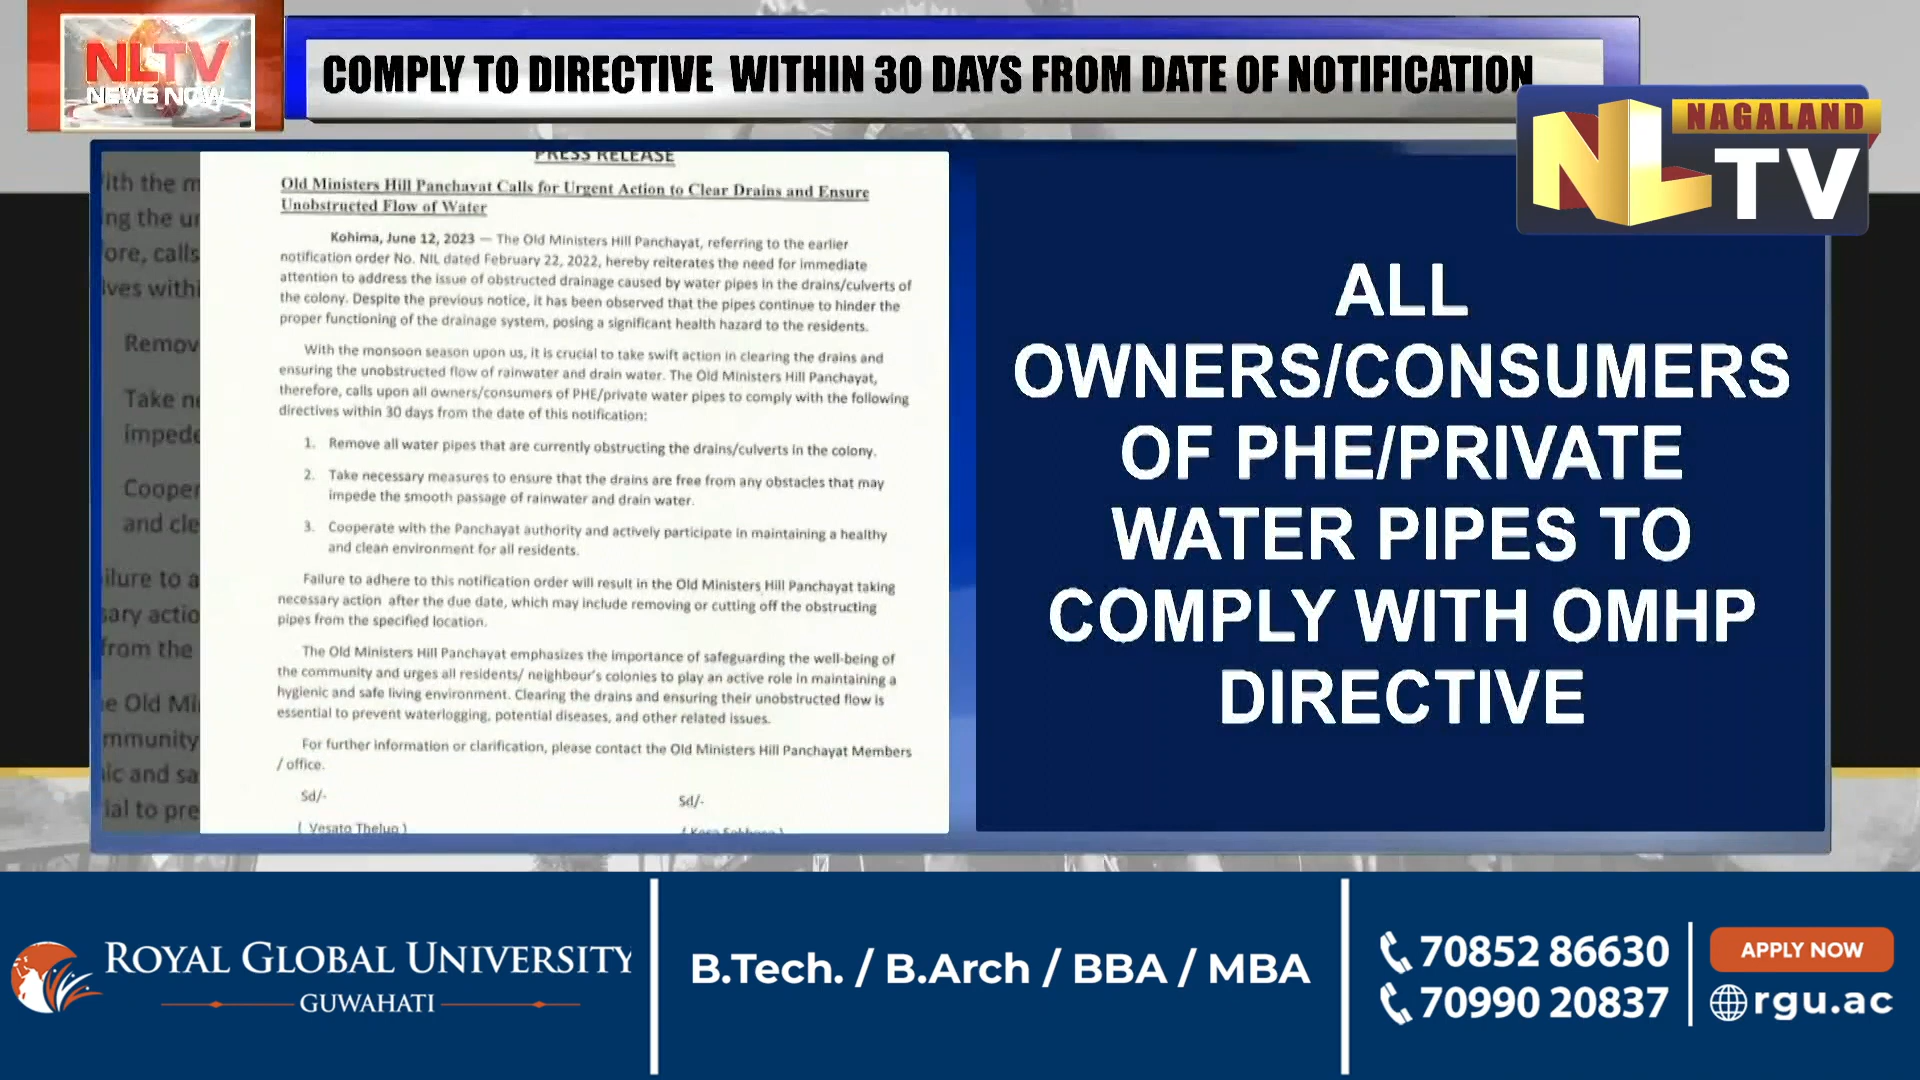 NLTV
NEWS NOW
COMPLY TO DIRECTIVE WITHIN 30 DAYS FROM DATE OF NOTIFICATION
NAGALAND
NL TV
PRESS RELEASE
Old Ministers Hill Panchayat Calls for Urgent Action to Clear Drains and Ensure
Unobstructed Flow of Water
Kohima, June 12, 2023 — The Old Ministers Hill Panchayat, referring to the earlier
notification order No. NIL dated February 22, 2022, hereby reiterates the need for immediate
attention to address the issue of obstructed drainage caused by water pipes in the drains/culverts of
the colony. Despite the previous notice, it has been observed that the pipes continue to hinder the
proper functioning of the drainage system, posing a significant health hazard to the residents.
With the monsoon season upon us, it is crucial to take swift action in clearing the drains and
ensuring the unobstructed flow of rainwater and drain water. The Old Ministers Hill Panchayat,
therefore, calls upon all owners/consumers of PHE/private water pipes to comply with the following
directives within 30 days from the date of this notification:
1. Remove all water pipes that are currently obstructing the drains/culverts in the colony.
2. Take necessary measures to ensure that the drains are free from any obstacles that may
impede the smooth passage of rainwater and drain water.
3. Cooperate with the Panchayat authority and actively participate in maintaining a healthy
and clean environment for all residents.
Failure to adhere to this notification order will result in the Old Ministers Hill Panchayat taking
necessary action after the due date, which may include removing or cutting off the obstructing
pipes from the specified location.
The Old Ministers Hill Panchayat emphasizes the importance of safeguarding the well-being of
the community and urges all residents/ neighbour's colonies to play an active role in maintaining a
hygienic and safe living environment. Clearing the drains and ensuring their unobstructed flow is
essential to prevent waterlogging, potential diseases, and other related issues.
For further information or clarification, please contact the Old Ministers Hill Panchayat Members
/ office.
Sd/- Sd/-
( Vesato Theluo )
ALL
OWNERS/CONSUMERS
OF PHE/PRIVATE
WATER PIPES TO
COMPLY WITH OMHP
DIRECTIVE
ROYAL GLOBAL UNIVERSITY
GUWAHATI
B.Tech. / B.Arch / BBA / MBA
70852 86630
70990 20837
APPLY NOW
rgu.ac